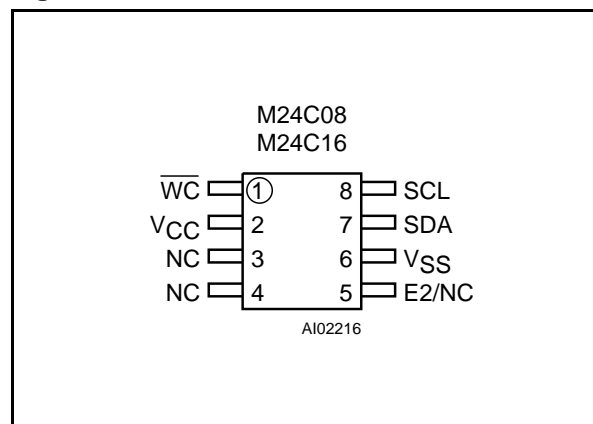 M24C08
M24C16
W̅C̅ 1 8 SCL
VCC 2 7 SDA
NC 3 6 VSS
NC 4 5 E2/NC
AI02216